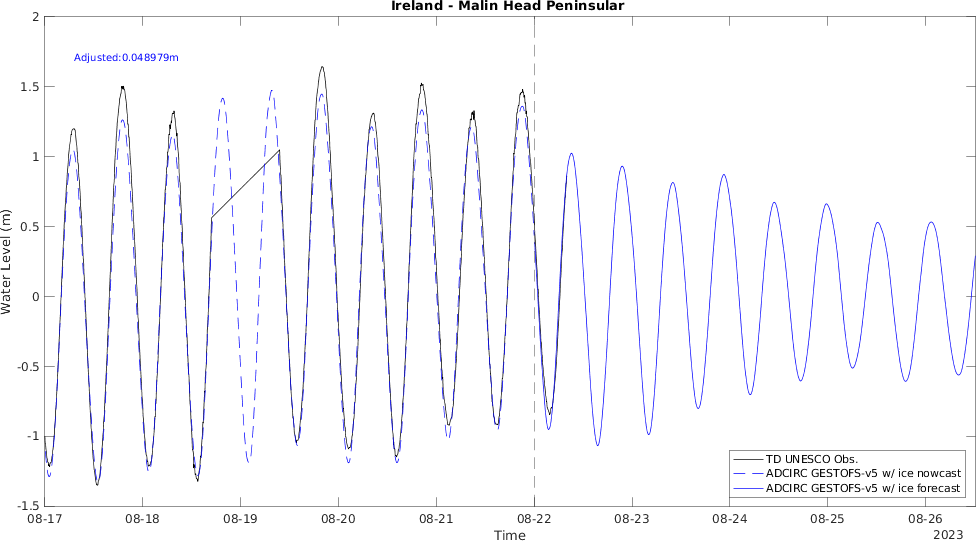 Ireland - Malin Head Peninsular
Adjusted:0.048979m
Water Level (m)
2
1.5
1
0.5
0
-0.5
-1
-1.5
TD UNESCO Obs.
ADCIRC GESTOFS-v5 w/ ice nowcast
ADCIRC GESTOFS-v5 w/ ice forecast
08-17 08-18 08-19 08-20 08-21 08-22 08-23 08-24 08-25 08-26
Time
2023